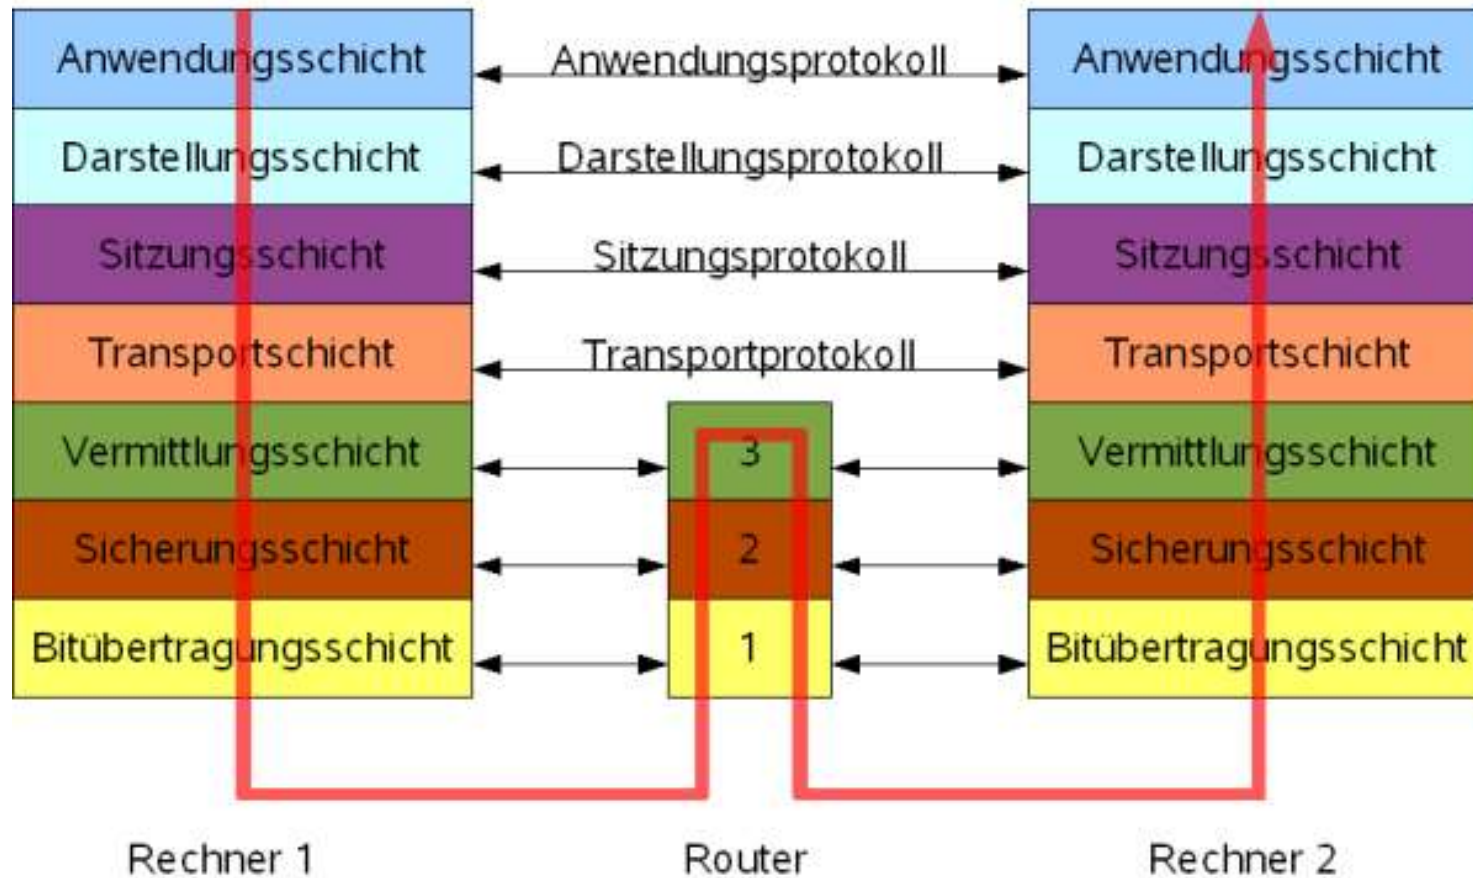 Anwendungsschicht Anwendungsprotokoll Anwendungsschicht
Darstellungsschicht Darstellungsprotokoll Darstellungsschicht
Sitzungsschicht Sitzungsprotokoll Sitzungsschicht
Transportschicht Transportprotokoll Transportschicht
Vermittlungsschicht 3 Vermittlungsschicht
Sicherungsschicht 2 Sicherungsschicht
Bitübertragungsschicht 1 Bitübertragungsschicht
Rechner 1 Router Rechner 2